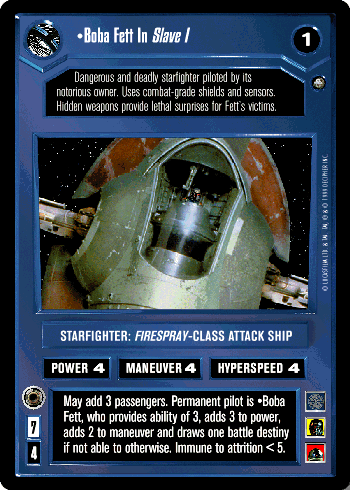 •Boba Fett In Slave I
1
Dangerous and deadly starfighter piloted by its
notorious owner. Uses combat-grade shields and sensors.
Hidden weapons provide lethal surprises for Fett's victims.
STARFIGHTER: FIRESPRAY-CLASS ATTACK SHIP
POWER 4 MANEUVER 4 HYPERSPEED 4
May add 3 passengers. Permanent pilot is •Boba
Fett, who provides ability of 3, adds 3 to power,
adds 2 to maneuver and draws one battle destiny
if not able to otherwise. Immune to attrition < 5.
7
4